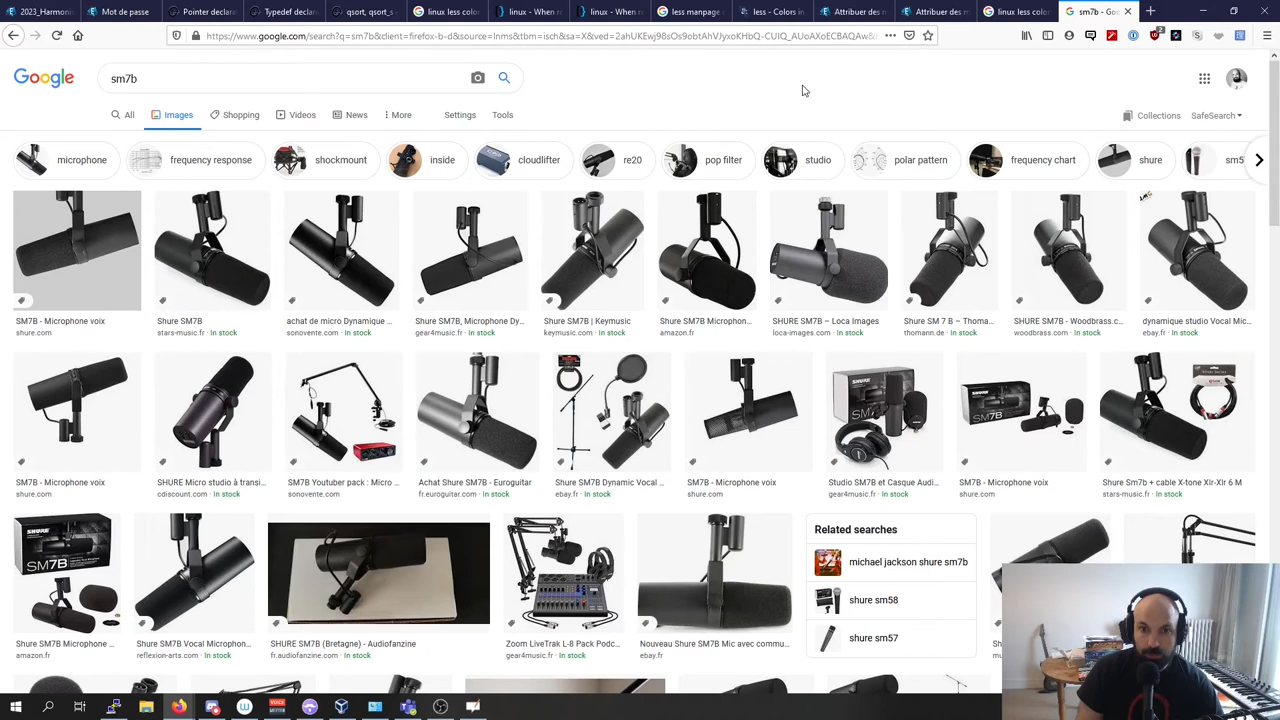 2023_Harmoni
Mot de passe
Pointer declara
Typedef declara
qsort, qsort_s -
linux less color
linux - When re
linux - When re
less manpage c
less - Colors in
Attribuer des m
Attribuer des m
linux less color
sm7b - Goo
https://www.google.com/search?q=sm7b&client=firefox-b-d&source=lnms&tbm=isch&sa=X&ved=2ahUKEwj98sOs9obtAhVJyxoKHbQ-CUIQ_AUoAXoECBAQAw&
Google
sm7b
All
Images
Shopping
Videos
News
More
Settings
Tools
Collections
SafeSearch
microphone
frequency response
shockmount
inside
cloudlifter
re20
pop filter
studio
polar pattern
frequency chart
shure
sm5
SM7B - Microphone voix
shure.com
Shure SM7B
stars-music.fr · In stock
achat de micro Dynamique ...
sonovente.com · In stock
Shure SM7B, Microphone Dy...
gear4music.fr · In stock
Shure SM7B | Keymusic
keymusic.com · In stock
Shure SM7B Microphon...
amazon.fr
SHURE SM7B – Loca Images
loca-images.com · In stock
Shure SM 7 B – Thoma...
thomann.de · In stock
SHURE SM7B - Woodbrass.c...
woodbrass.com · In stock
dynamique studio Vocal Mic...
ebay.fr · In stock
SM7B - Microphone voix
shure.com
SHURE Micro studio à transi...
cdiscount.com · In stock
SM7B Youtuber pack : Micro ...
sonovente.com · In stock
Achat Shure SM7B - Euroguitar
fr.euroguitar.com · In stock
Shure SM7B Dynamic Vocal ...
ebay.fr · In stock
SM7B - Microphone voix
shure.com
Studio SM7B et Casque Audi...
gear4music.fr · In stock
SM7B - Microphone voix
shure.com
Shure Sm7b + cable X-tone Xlr-Xlr 6 M
stars-music.fr · In stock
SHURE
SM7B
Shure SM7B Microphone ...
amazon.fr
Shure SM7B Vocal Microphon...
reflexion-arts.com · In stock
SHURE SM7B (Bretagne) - Audiofanzine
fr.audiofanzine.com · In stock
Zoom LiveTrak L-8 Pack Podc...
gear4music.fr · In stock
Nouveau Shure SM7B Mic avec commu...
ebay.fr
Related searches
michael jackson shure sm7b
shure sm58
shure sm57